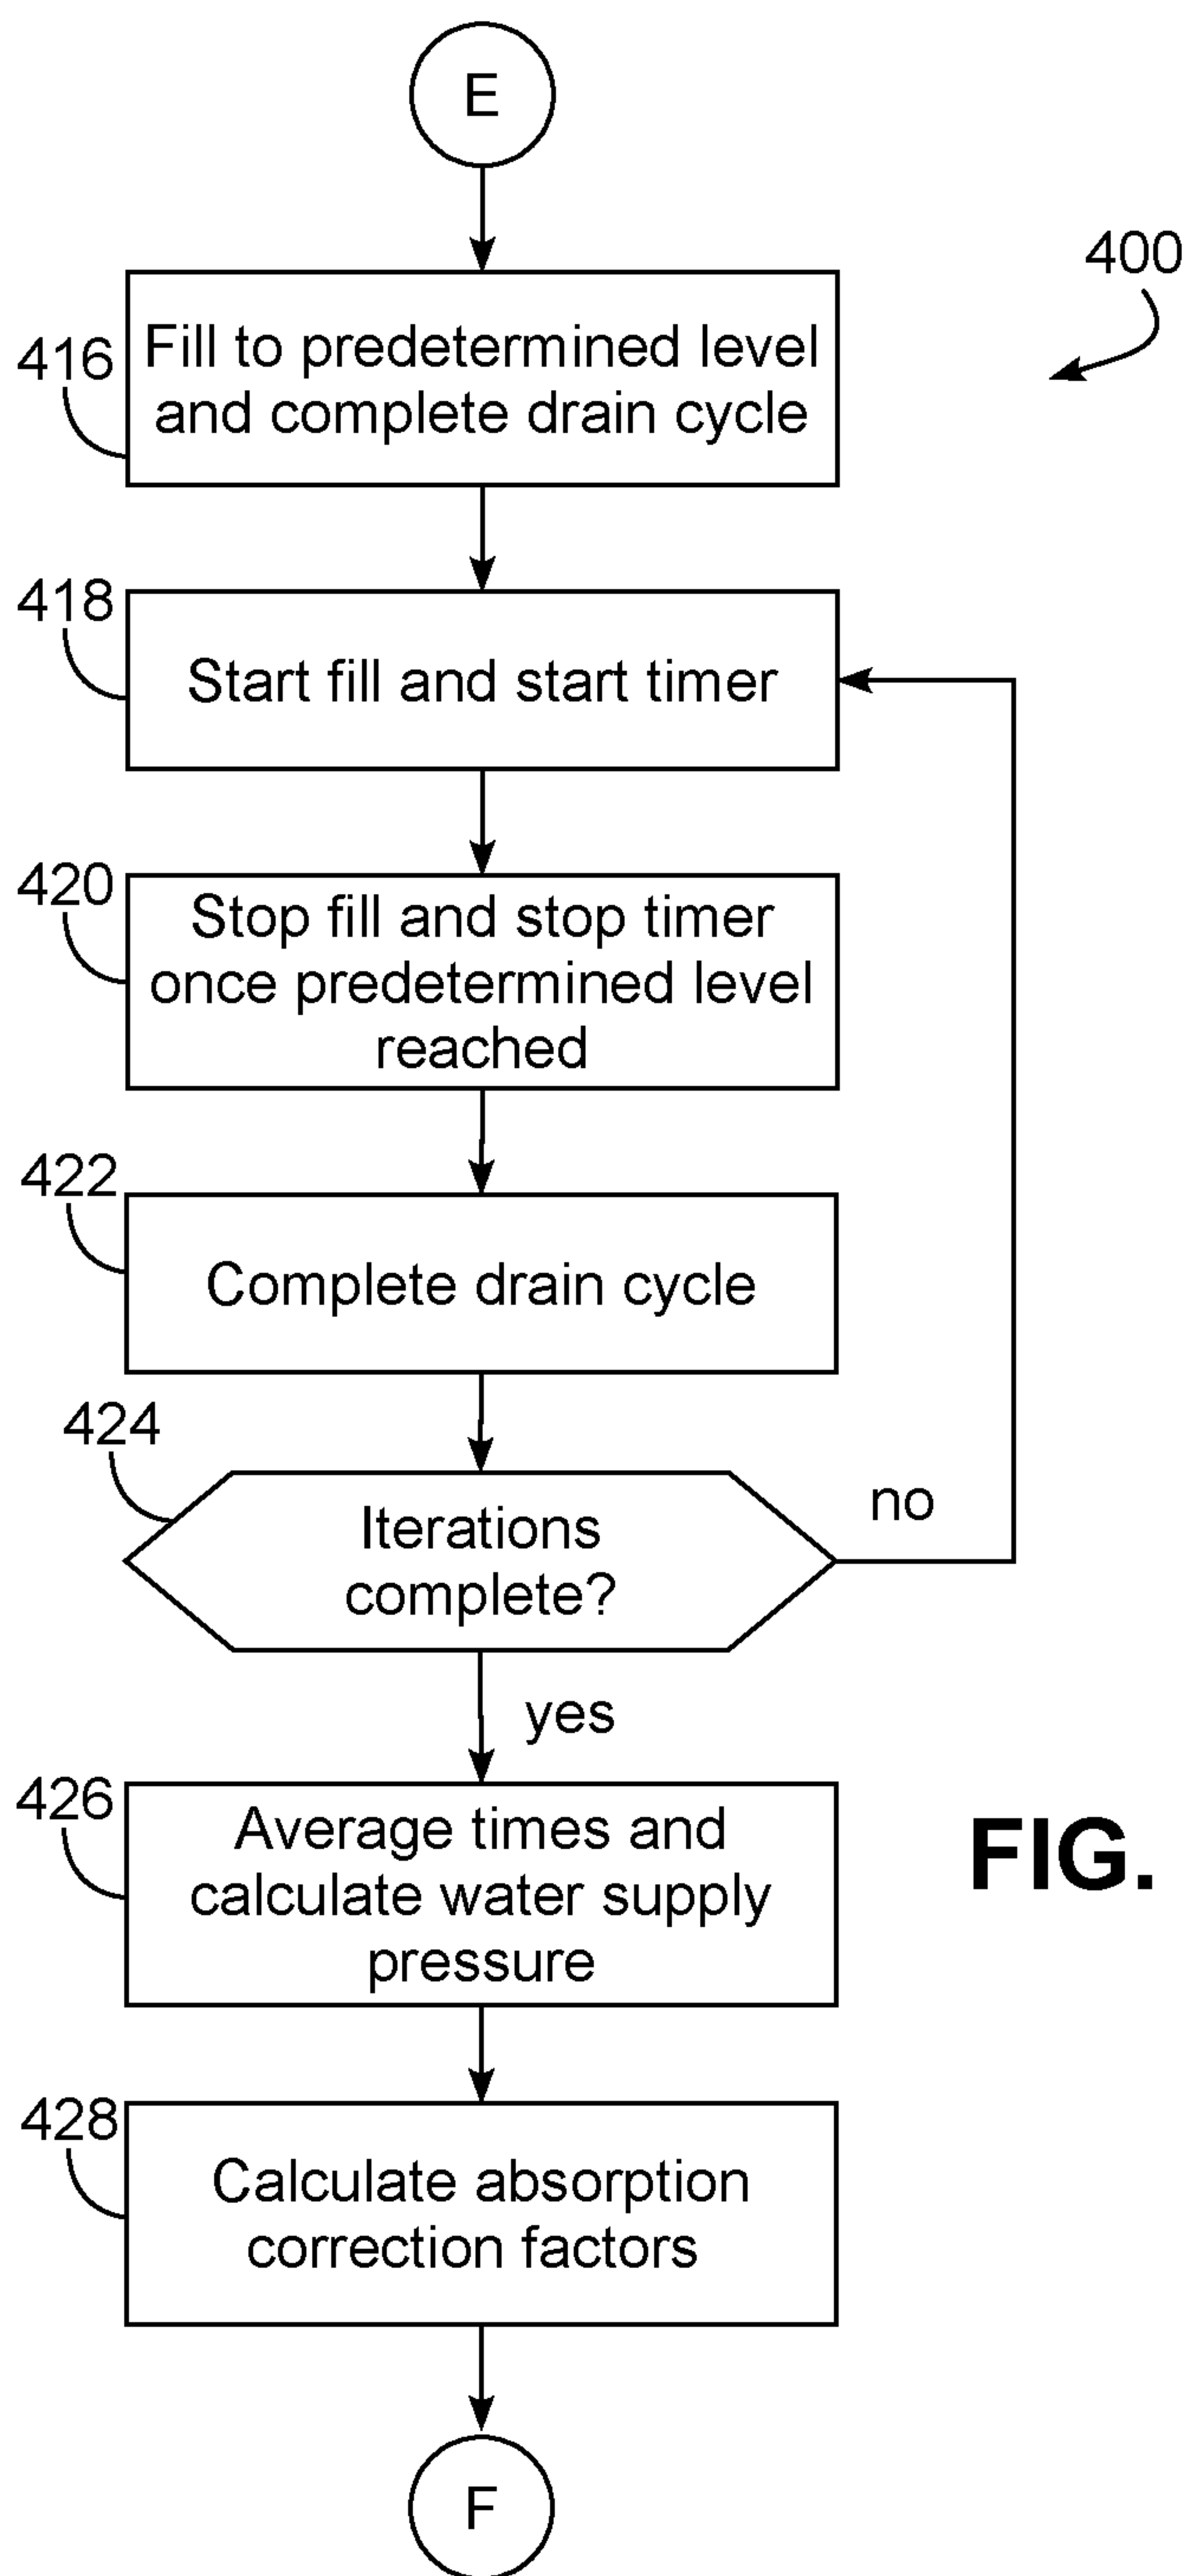 E
400
416
Fill to predetermined level
and complete drain cycle
418
Start fill and start timer
420
Stop fill and stop timer
once predetermined level
reached
422
Complete drain cycle
424
Iterations
complete?
no
yes
426
Average times and
calculate water supply
pressure
FIG.
428
Calculate absorption
correction factors
F